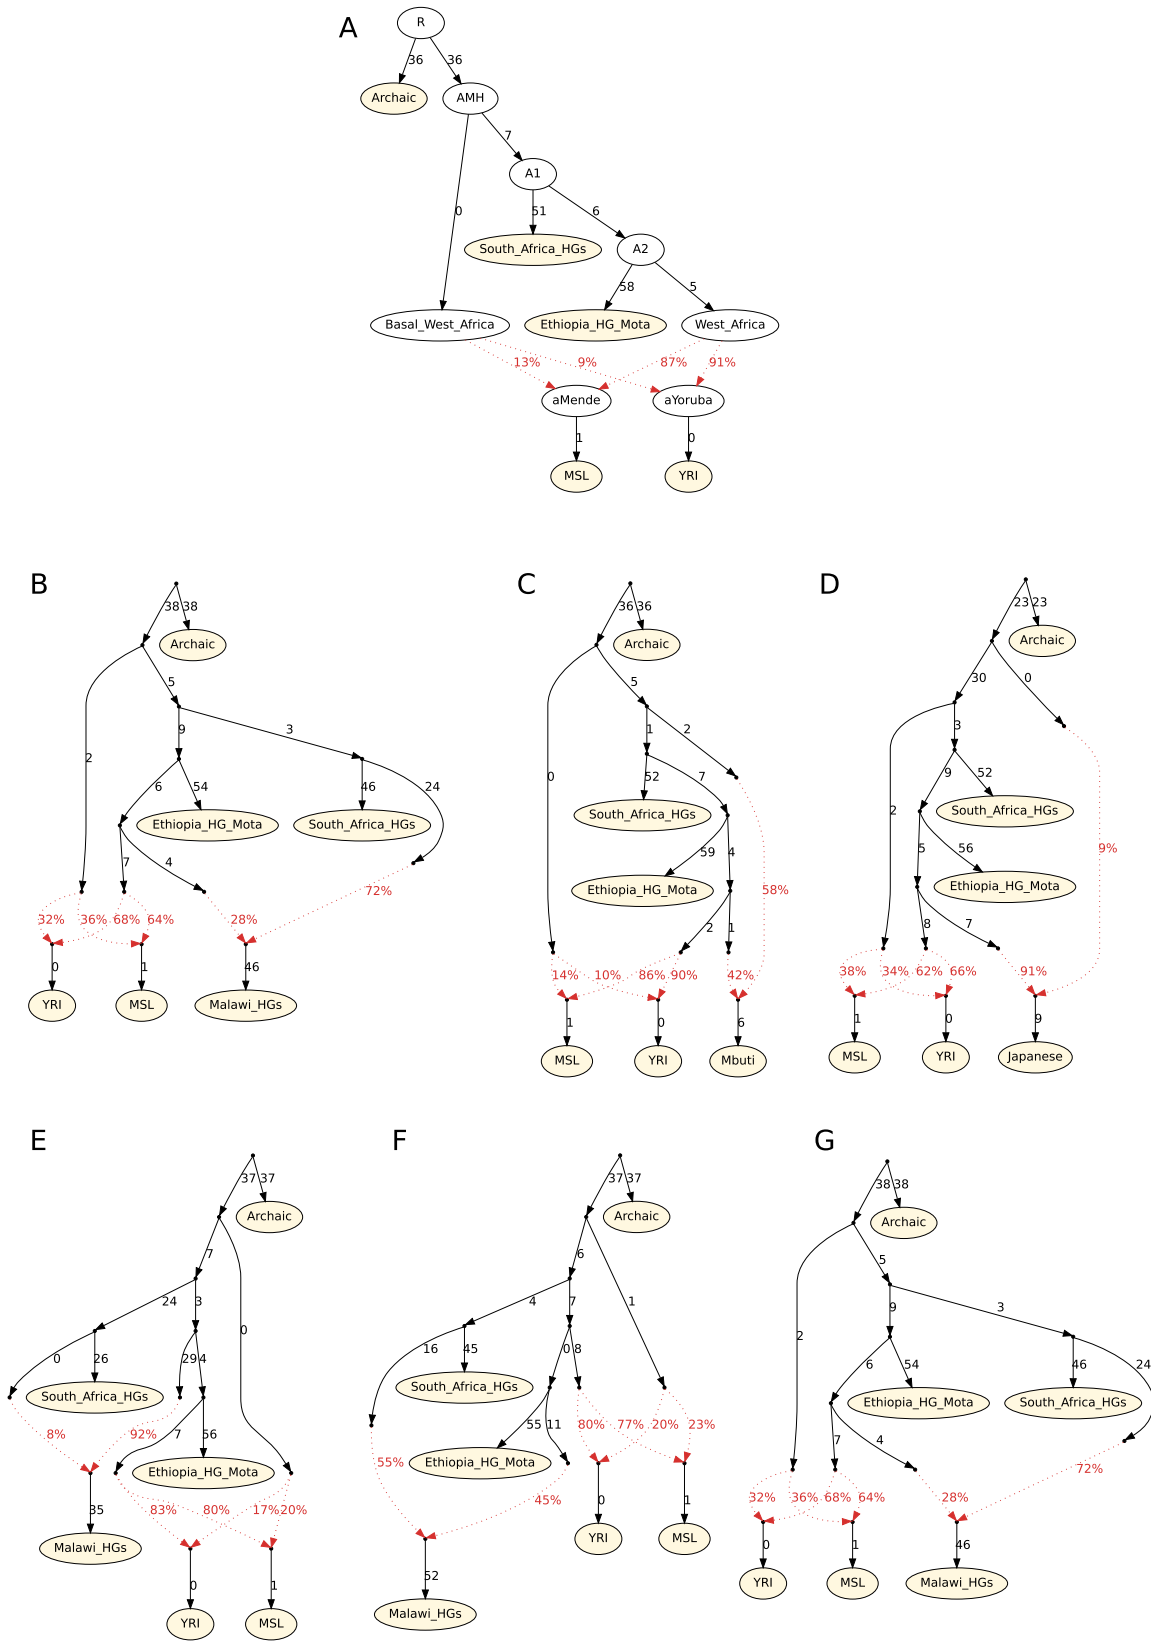 A
R
36
36
Archaic
AMH
7
A1
0
51
6
South_Africa_HGs
A2
58
5
Basal_West_Africa
Ethiopia_HG_Mota
West_Africa
13%
9%
87%
91%
aMende
aYoruba
1
0
MSL
YRI
B
38
38
Archaic
5
9
3
2
6
54
46
24
Ethiopia_HG_Mota
South_Africa_HGs
7
4
72%
32%
36%
68%
64%
28%
0
1
46
YRI
MSL
Malawi_HGs
C
36
36
Archaic
5
1
2
0
52
7
South_Africa_HGs
59
4
Ethiopia_HG_Mota
58%
2
1
14%
10%
86%
90%
42%
1
0
6
MSL
YRI
Mbuti
D
23
23
Archaic
30
0
3
9
52
2
South_Africa_HGs
5
56
9%
Ethiopia_HG_Mota
8
7
38%
34%
62%
66%
91%
1
0
9
MSL
YRI
Japanese
E
37
37
Archaic
7
24
3
0
0
26
29
4
South_Africa_HGs
8%
92%
7
56
Ethiopia_HG_Mota
35
83%
80%
17%
20%
Malawi_HGs
0
1
YRI
MSL
F
37
37
Archaic
6
4
7
1
16
45
0
8
South_Africa_HGs
55
11
80%
77%
20%
23%
55%
Ethiopia_HG_Mota
45%
0
1
YRI
MSL
52
Malawi_HGs
G
38
38
Archaic
5
9
3
2
6
54
46
24
Ethiopia_HG_Mota
South_Africa_HGs
7
4
72%
32%
36%
68%
64%
28%
0
1
46
YRI
MSL
Malawi_HGs